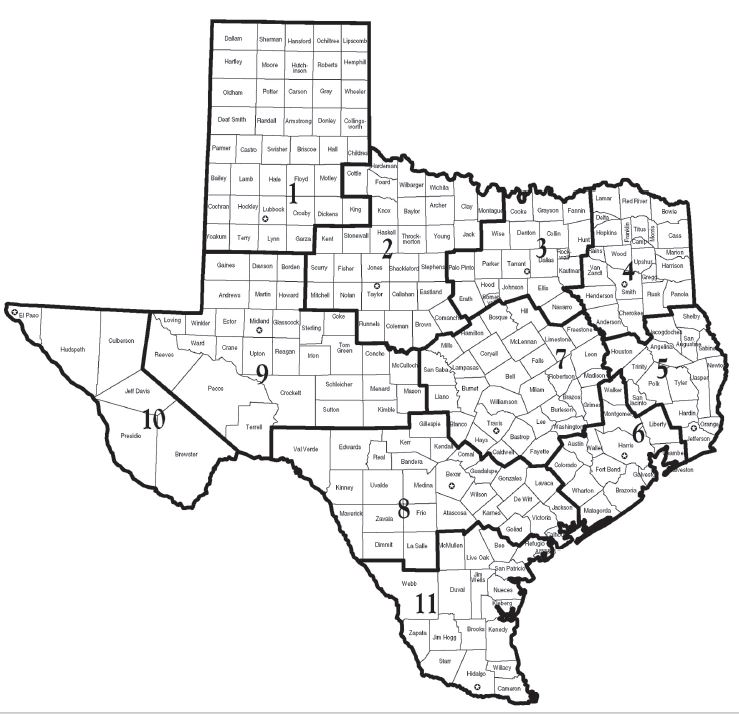 Dallam Sherman Hansford Ochiltree Lipscomb
Hartley Moore Hutch- Roberts Hemphill
inson
Oldham Potter Carson Gray Wheeler
Deaf Smith Randall Armstrong Donley Collings-
worth
Parmer Castro Swisher Briscoe Hall Childress
Hardeman
Bailey Lamb Hale Floyd Motley Cottle Foard Wilbarger Wichita
1
Cochran Hockley Lubbock Crosby Dickens King Knox Baylor Archer Clay Montague Cooke Grayson Fannin Lamar Red River Bowie
Delta
Yoakum Terry Lynn Garza Kent Stonewall Haskell Throck- Young Jack Wise Denton Collin Hunt Hopkins Franklin Titus Morris Cass
morton Camp
2 3 4
Rains Wood Upshur Marion
Gaines Dawson Borden Scurry Fisher Jones Shackelford Stephens Palo Pinto Parker Tarrant Dallas Rock-
wall
Kaufman Van
Zandt Smith Gregg Harrison
Andrews Martin Howard Mitchell Nolan Taylor Callahan Eastland Erath Hood Johnson Ellis Henderson Rusk Panola
Somervell Navarro Anderson Cherokee
El Paso Hudspeth Culberson
Loving Winkler Ector Midland Glasscock Sterling Coke Runnels Coleman Brown Comanche Hamilton Bosque Hill Freestone Nacogdoches Shelby
Reeves Ward Crane Upton Reagan Irion Tom
Green Concho McCulloch San Saba Mills Lampasas Coryell McLennan Limestone Leon Houston Angelina San
Augustine Sabine
9 7 5
Falls Robertson Madison Trinity Newton
Jeff Davis Pecos Crockett Schleicher Menard Mason Llano Burnet Bell Milam Brazos Grimes Walker San
Jacinto Polk Tyler Jasper
10 6
Presidio Brewster Terrell Sutton Kimble Gillespie Blanco Williamson Travis Burleson Lee Washington Montgomery Liberty Hardin Orange
Jefferson
Val Verde Edwards Real Kerr Bandera Kendall Comal Hays Caldwell Bastrop Fayette Austin Waller Harris Chambers
Galveston
Kinney Uvalde Medina Bexar Guadalupe Gonzales Lavaca Colorado Fort Bend Galveston
8
Maverick Zavala Frio Atascosa Wilson Karnes De Witt Victoria Jackson Wharton Brazoria
Matagorda
Dimmit La Salle McMullen Live Oak Bee Goliad Refugio
11
Webb Duval Jim
Wells San Patricio
Nueces
Kleberg
Zapata Jim Hogg Brooks Kenedy
Starr Hidalgo Willacy
Cameron